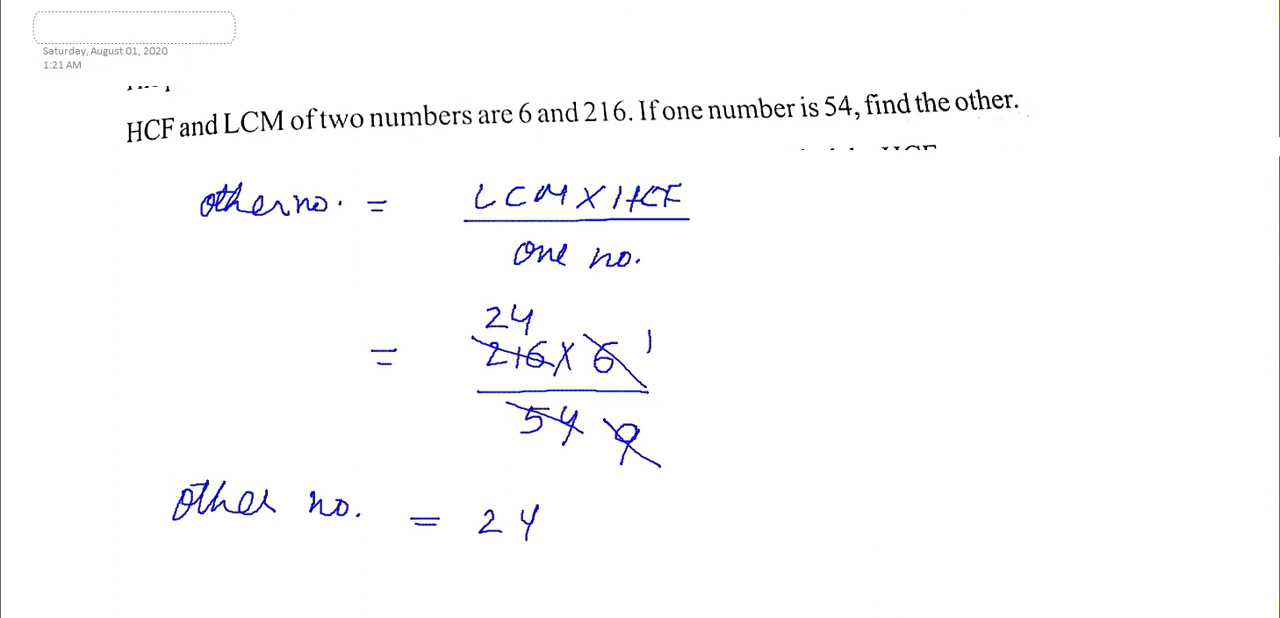 Saturday, August 01, 2020
1:21 AM
HCF and LCM of two numbers are 6 and 216. If one number is 54, find the other.
other no. = LCM X HCF
one no.
24
= 216 X 6 1
54 9
other no. = 24